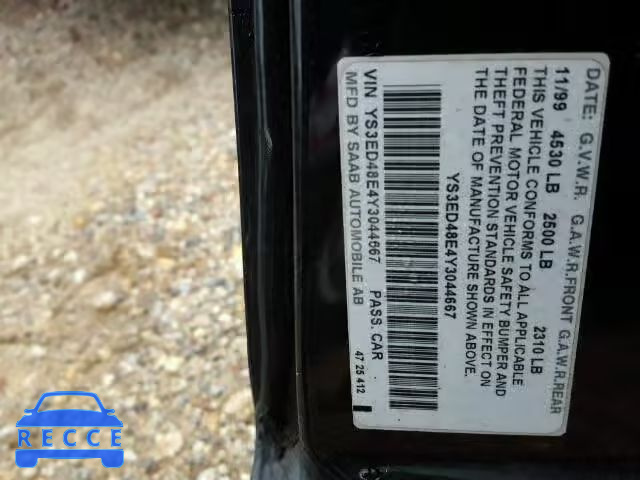 MFD BY SAAB AUTOMOBILE AB
VIN YS3ED48E4Y3044667 PASS. CAR
47 25 412
YS3ED48E4Y3044667
DATE: G.V.W.R. G.A.W.R.FRONT G.A.W.R.REAR
11/99 4530 LB 2500 LB 2310 LB
THIS VEHICLE CONFORMS TO ALL APPLICABLE
FEDERAL MOTOR VEHICLE SAFETY BUMPER AND
THEFT PREVENTION STANDARDS IN EFFECT ON
THE DATE OF MANUFACTURE SHOWN ABOVE.
BIDFAX
SCORE